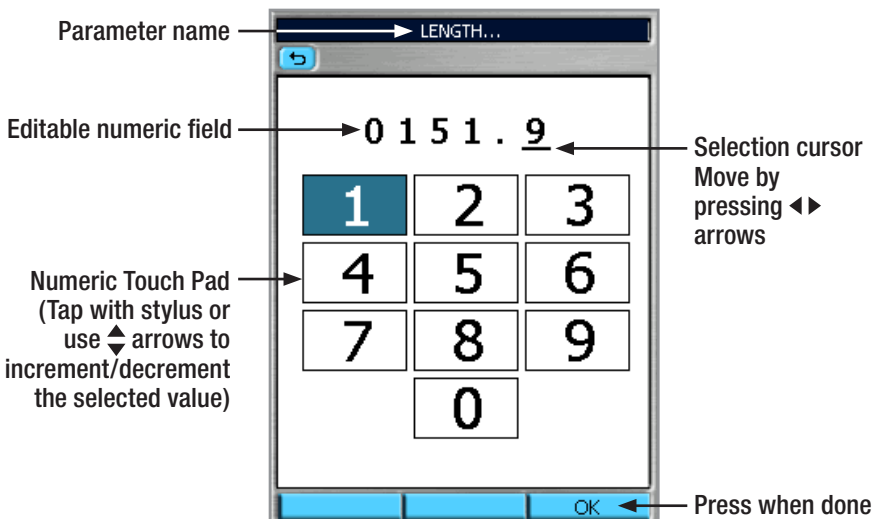 Parameter name
LENGTH...
Editable numeric field
0151.9
Selection cursor
Move by
pressing ◀▶
arrows
1 2 3
4 5 6
7 8 9
0
Numeric Touch Pad
(Tap with stylus or
use ▲▼ arrows to
increment/decrement
the selected value)
OK
Press when done